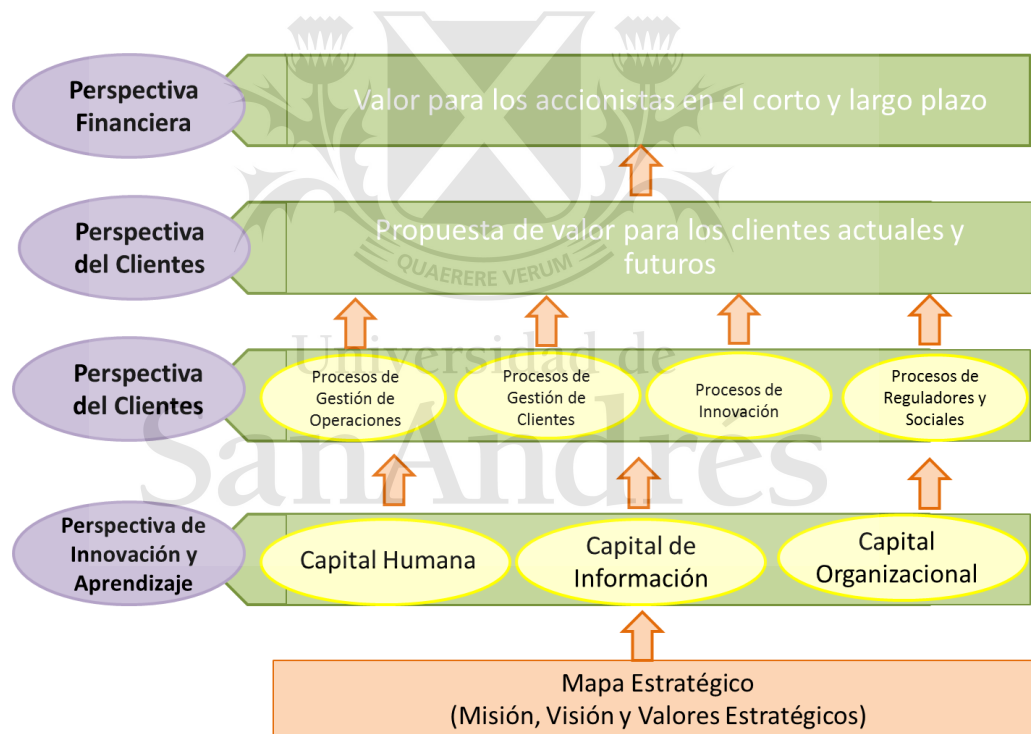 Perspectiva
Financiera
Valor para los accionistas en el corto y largo plazo
Perspectiva
del Clientes
Propuesta de valor para los clientes actuales y
futuros
QUAERERE VERUM
Universidad de
Perspectiva
del Clientes
Procesos de
Gestión de
Operaciones
Procesos de
Gestión de
Clientes
Procesos de
Innovación
Procesos de
Reguladores y
Sociales
SanAndrés
Perspectiva de
Innovación y
Aprendizaje
Capital Humana
Capital de
Información
Capital
Organizacional
Mapa Estratégico
(Misión, Visión y Valores Estratégicos)